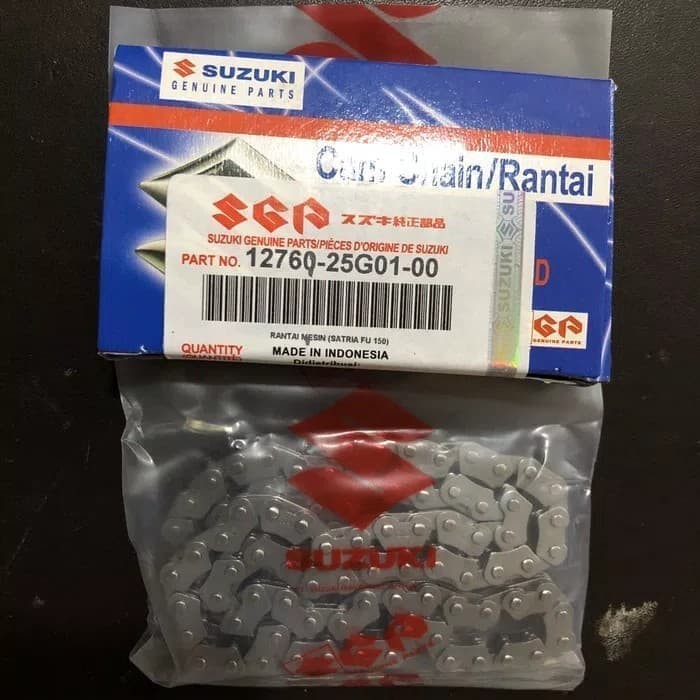 SUZUKI
GENUINE PARTS
Cam Chain/Rantai
SGP スズキ純正部品
SUZUKI GENUINE PARTS/PIÈCES D'ORIGINE DE SUZUKI
PART NO. 12760-25G01-00
SUZUKI
D
RANTAI MESIN (SATRIA FU 150)
QUANTITY
MADE IN INDONESIA
Didistribusi:
SGP
GENUINE PARTS
SUZUKI
SGP